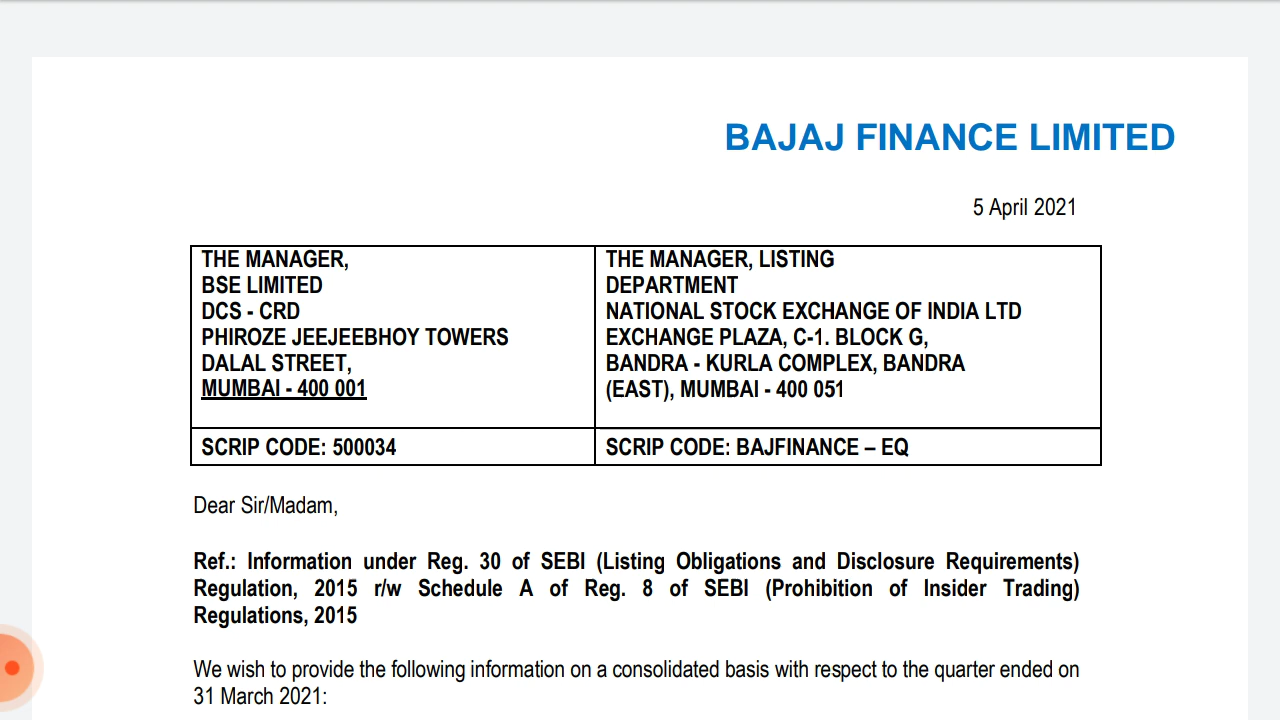 BAJAJ FINANCE LIMITED
5 April 2021
THE MANAGER,
BSE LIMITED
DCS - CRD
PHIROZE JEEJEEBHOY TOWERS
DALAL STREET,
MUMBAI - 400 001
THE MANAGER, LISTING
DEPARTMENT
NATIONAL STOCK EXCHANGE OF INDIA LTD
EXCHANGE PLAZA, C-1. BLOCK G,
BANDRA - KURLA COMPLEX, BANDRA
(EAST), MUMBAI - 400 051
SCRIP CODE: 500034
SCRIP CODE: BAJFINANCE – EQ
Dear Sir/Madam,
Ref.: Information under Reg. 30 of SEBI (Listing Obligations and Disclosure Requirements)
Regulation, 2015 r/w Schedule A of Reg. 8 of SEBI (Prohibition of Insider Trading)
Regulations, 2015
We wish to provide the following information on a consolidated basis with respect to the quarter ended on
31 March 2021: